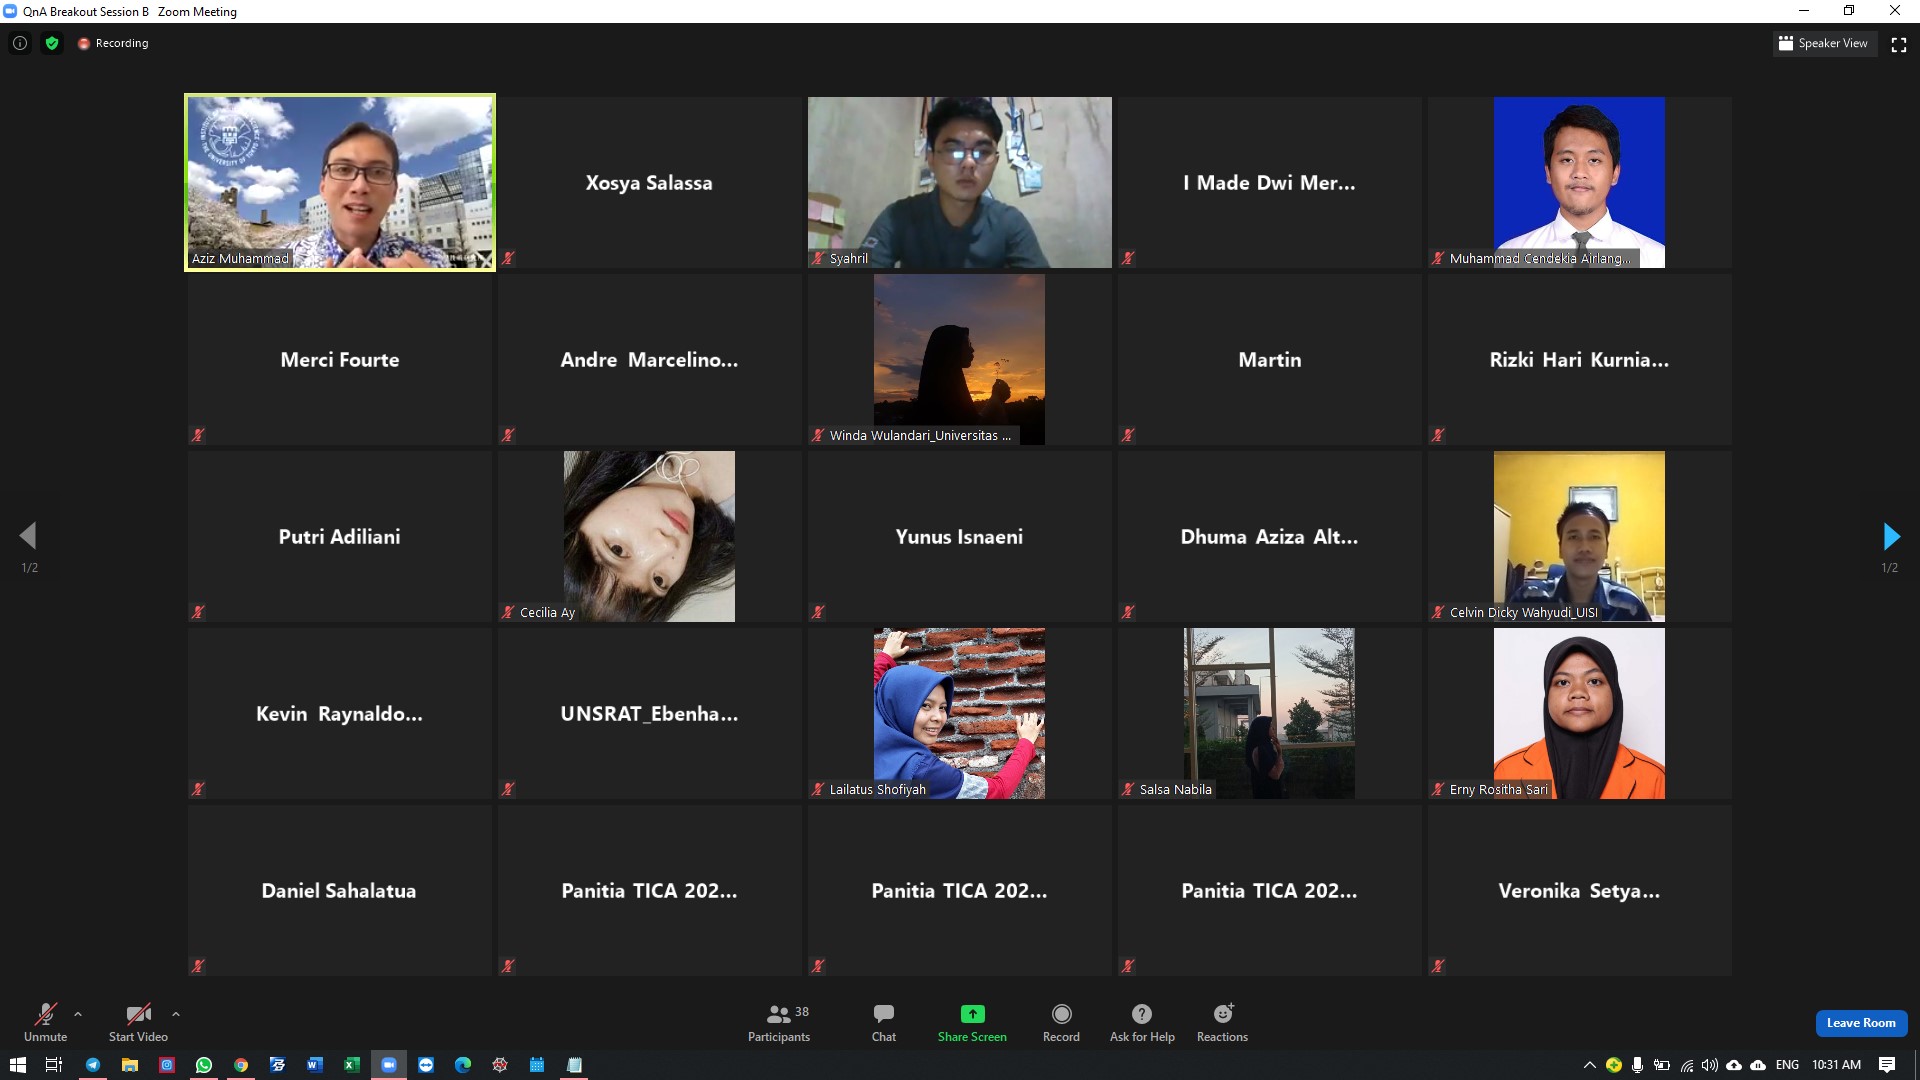 QnA Breakout Session B   Zoom Meeting
Recording
Speaker View
THE UNIVERSITY OF TOKYO
Aziz Muhammad
Xosya Salassa
Syahril
I Made Dwi Mer...
Muhammad Cendekia Airlang...
Merci Fourte
Andre Marcelino...
Winda Wulandari_Universitas ...
Martin
Rizki Hari Kurnia...
Putri Adiliani
Cecilia Ay
Yunus Isnaeni
Dhuma Aziza Alt...
Celvin Dicky Wahyudi_UISI
1/2
1/2
Kevin Raynaldo...
UNSRAT_Ebenha...
Lailatus Shofiyah
Salsa Nabila
Erny Rositha Sari
Daniel Sahalatua
Panitia TICA 202...
Panitia TICA 202...
Panitia TICA 202...
Veronika Setya...
Unmute
Start Video
38
Participants
Chat
Share Screen
Record
Ask for Help
Reactions
Leave Room
ENG
10:31 AM